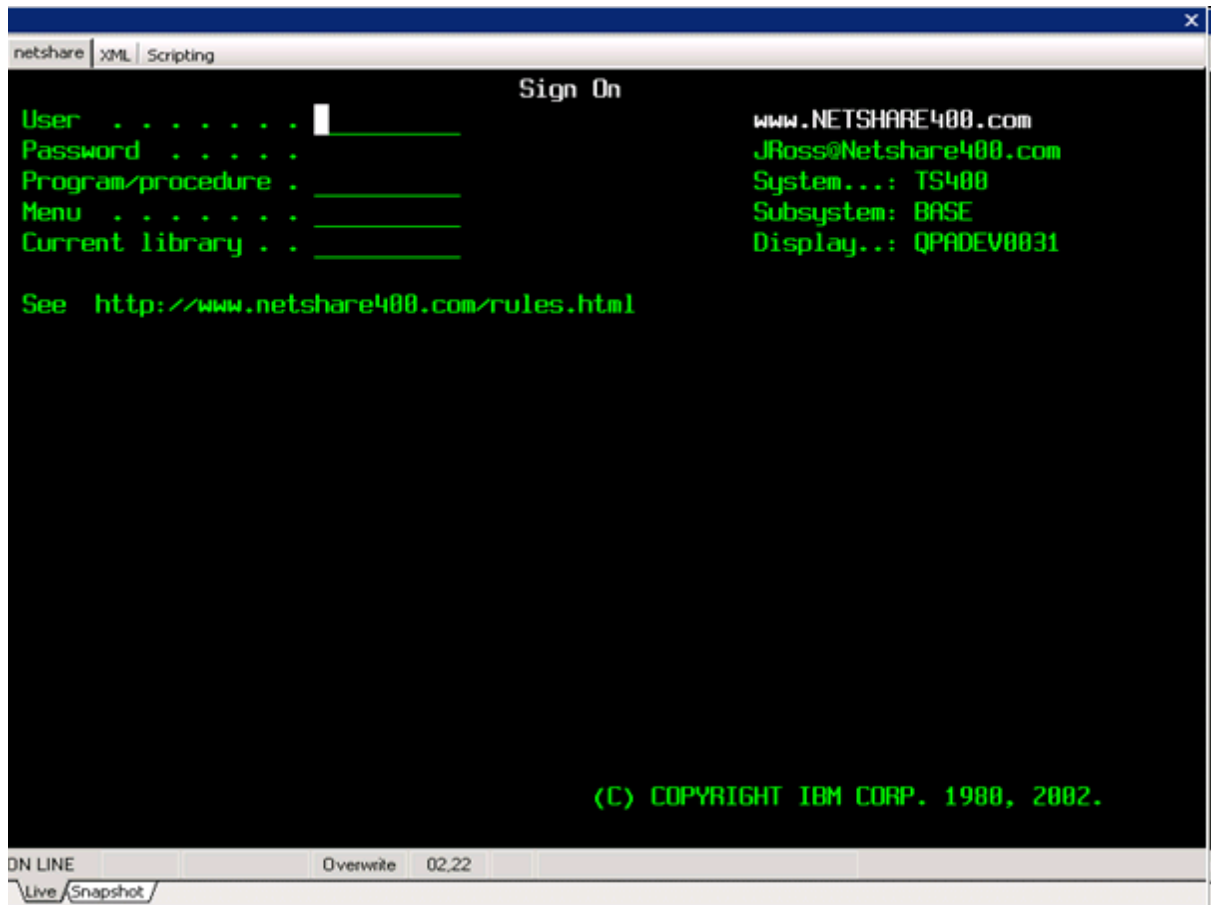 netshare XML Scripting
Sign On
User . . . . . . . www.NETSHARE400.com
Password . . . . . JRoss@Netshare400.com
Program/procedure . System...: TS400
Menu . . . . . . . Subsystem: BASE
Current library . . Display..: QPADEV0031
See http://www.netshare400.com/rules.html
(C) COPYRIGHT IBM CORP. 1980, 2002.
ON LINE Overwrite 02,22
Live Snapshot